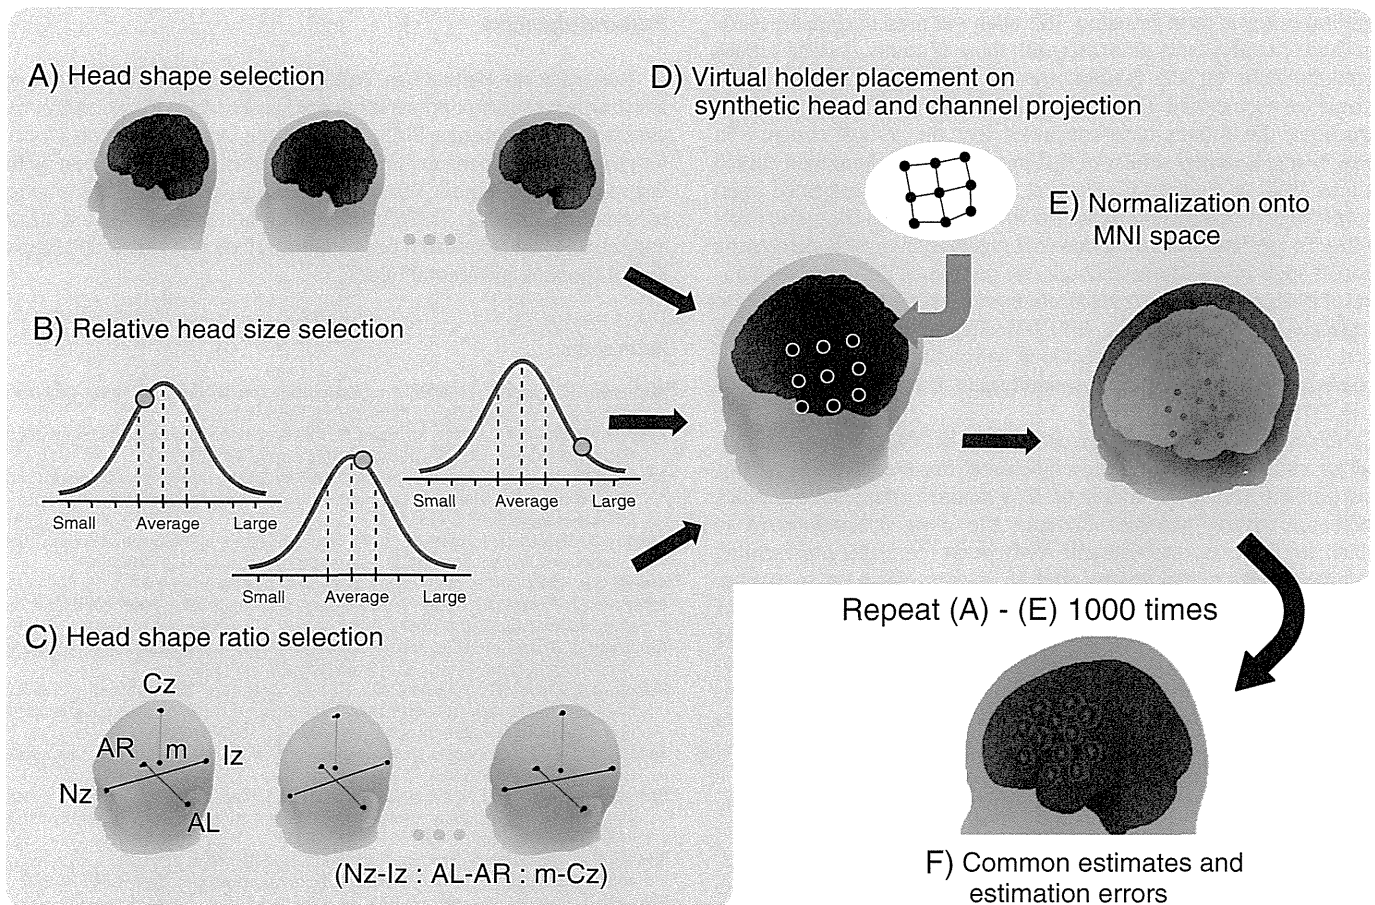 A) Head shape selection
B) Relative head size selection
Small Average Large
Small Average Large
Small Average Large
C) Head shape ratio selection
Cz
AR m Iz
Nz
AL
(Nz-Iz : AL-AR : m-Cz)
D) Virtual holder placement on
synthetic head and channel projection
E) Normalization onto
MNI space
Repeat (A) - (E) 1000 times
F) Common estimates and
estimation errors